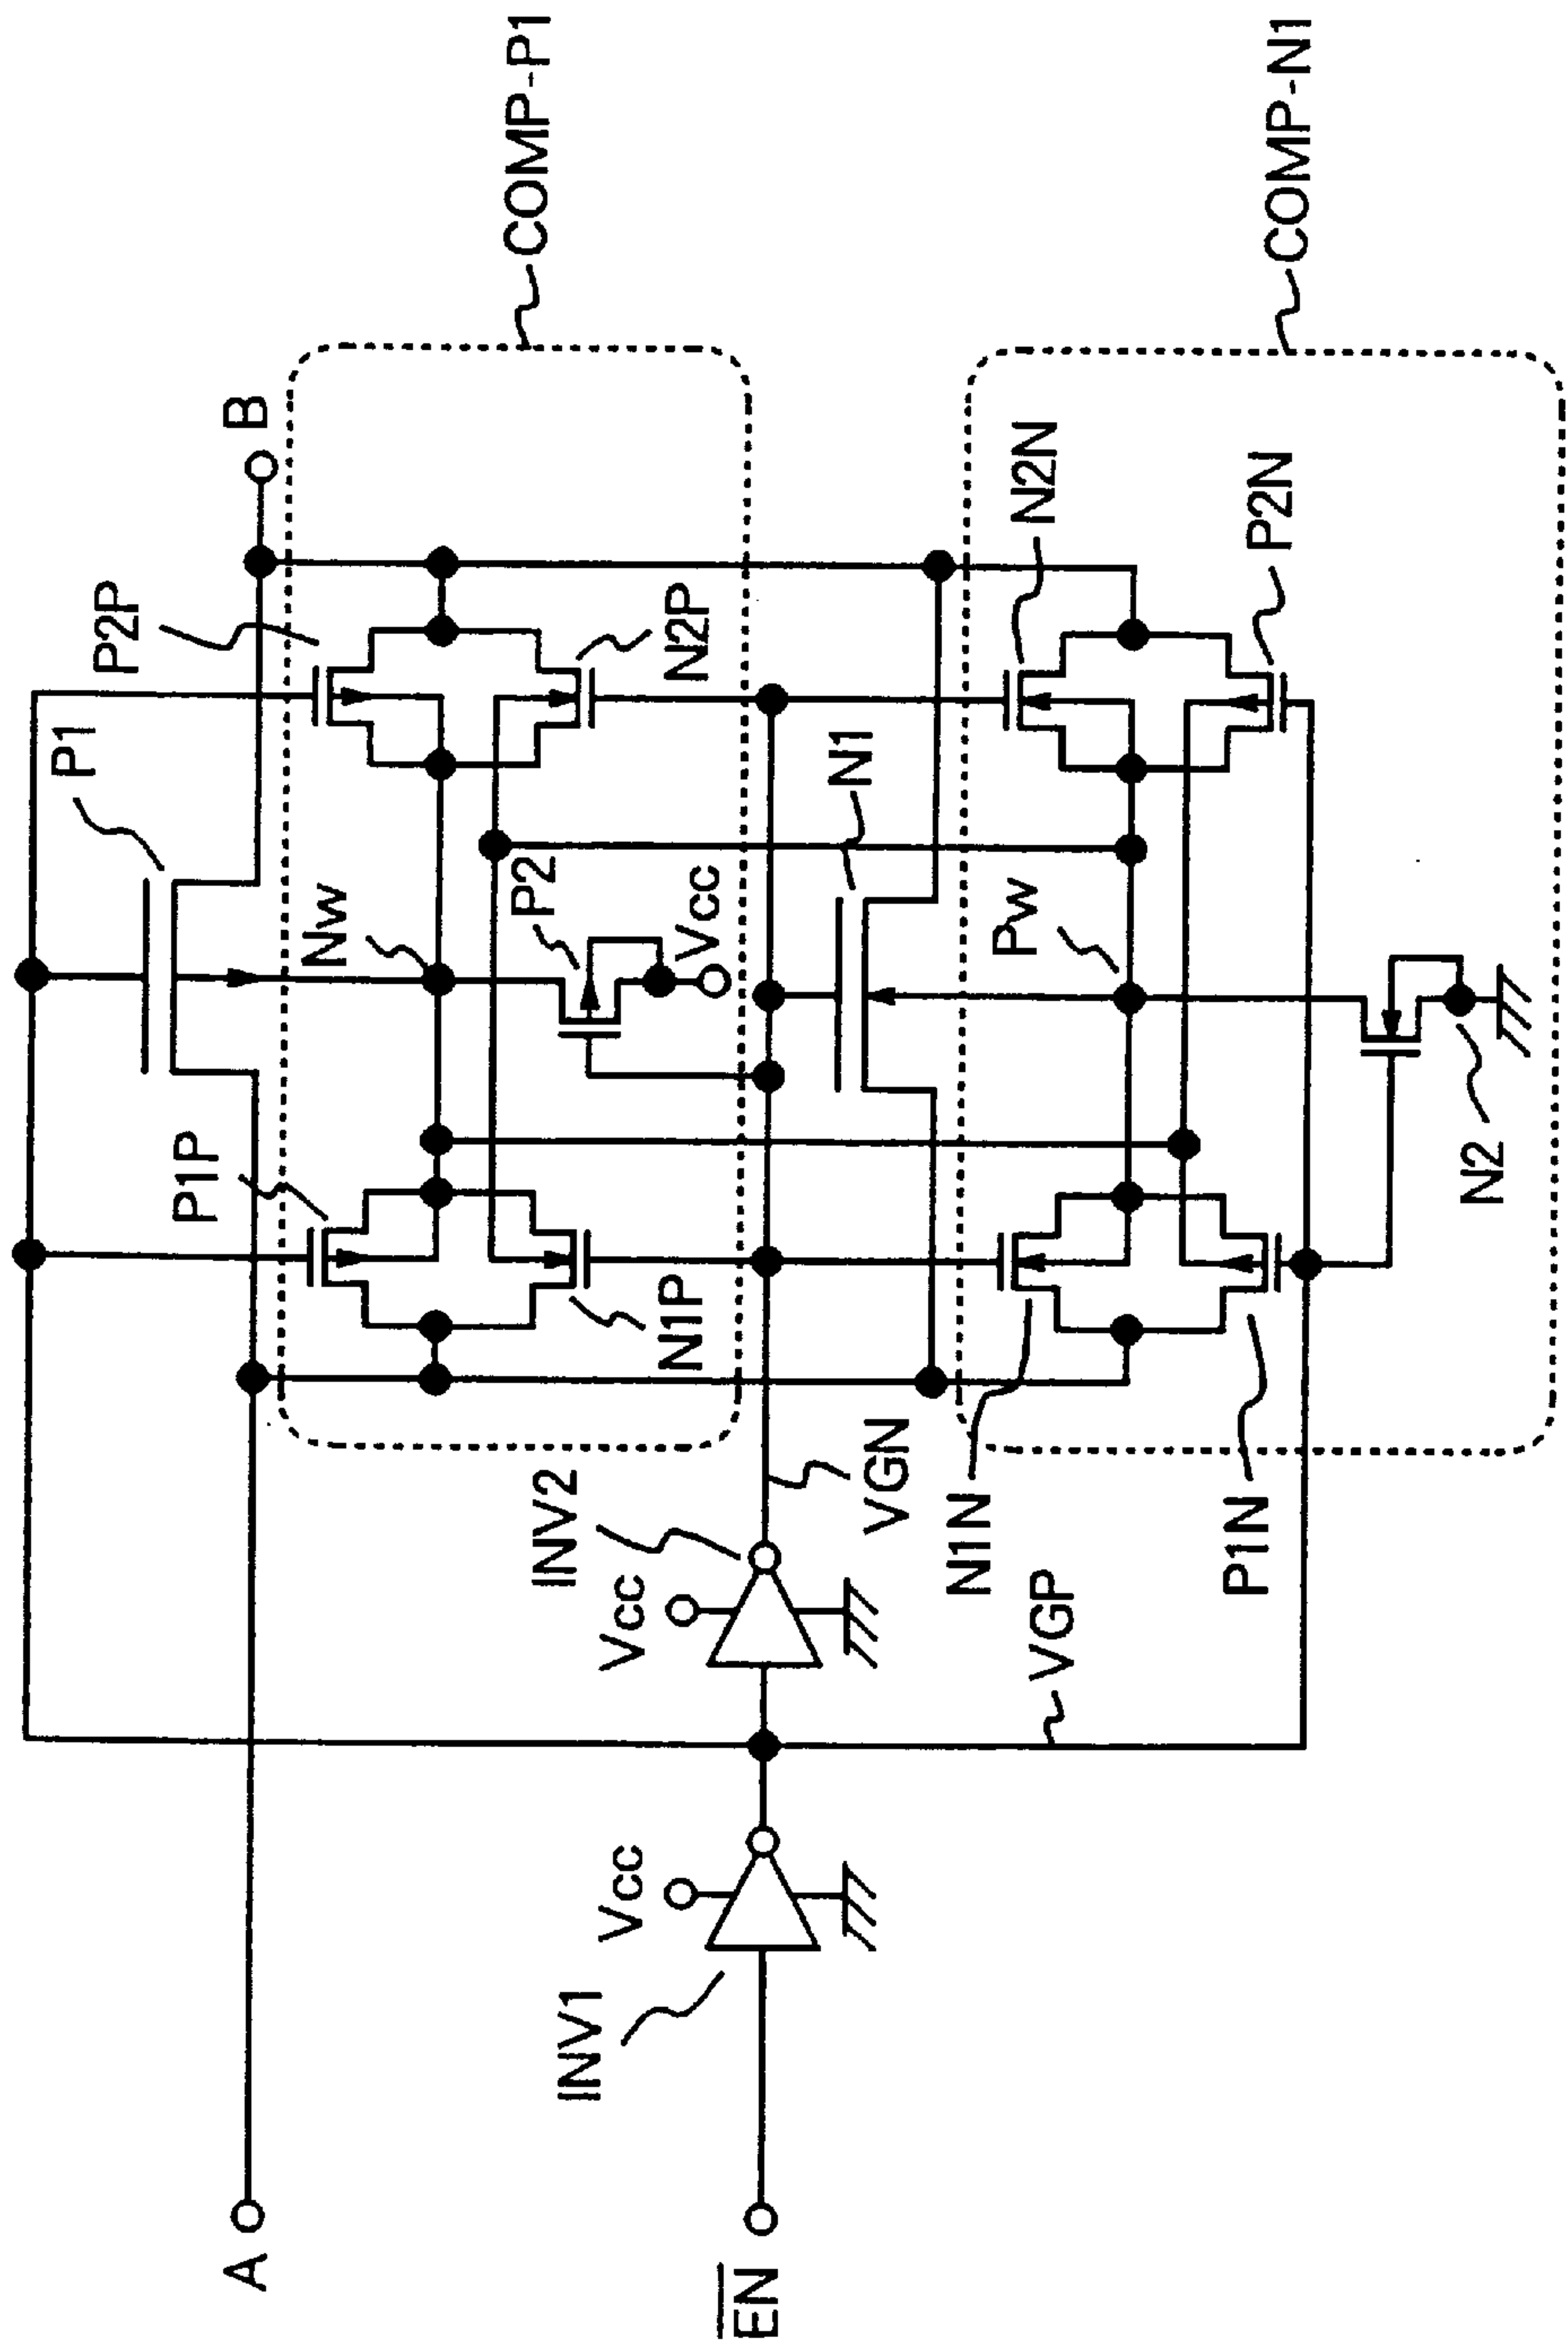 A
EN
INV1
Vcc
INV2
Vcc
VGN
VGP
P1
P1P
N1P
Nw
P2
Vcc
P2P
N2P
B
COMP-P1
N1
N1N
P1N
Pw
N2
N2N
P2N
COMP-N1